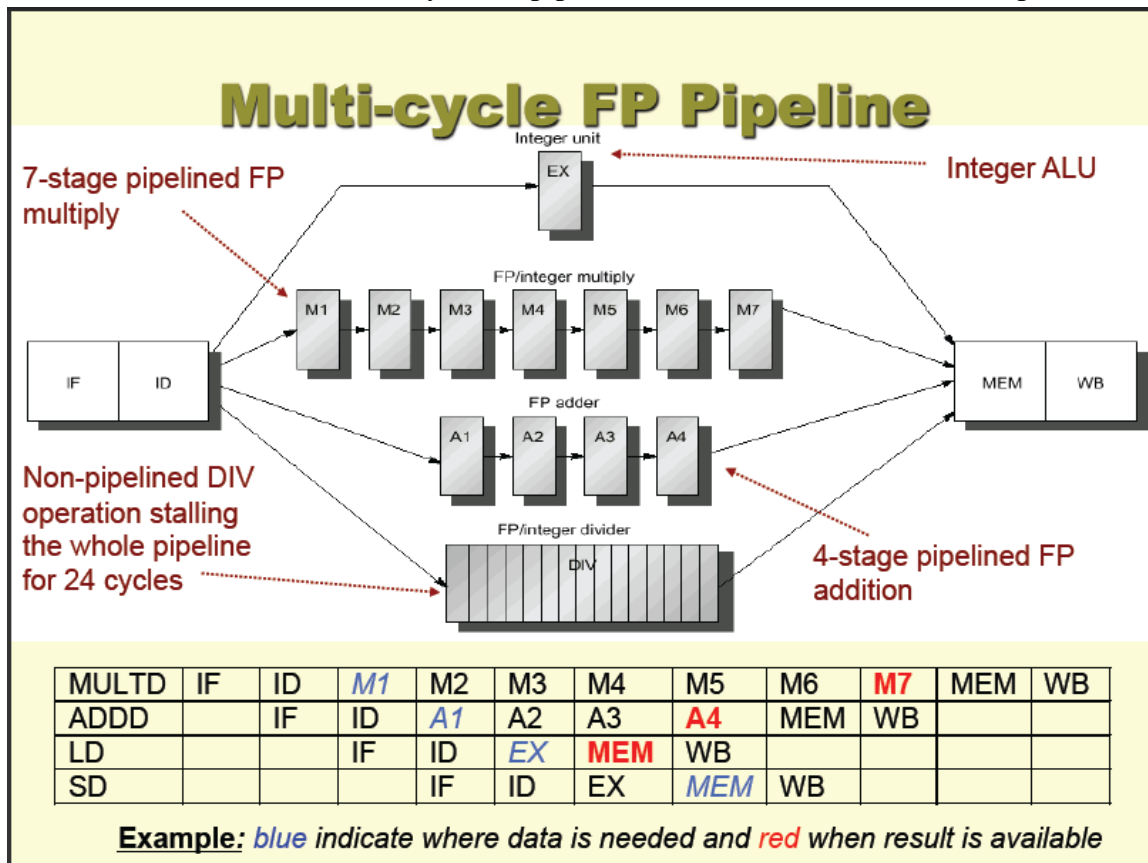 Multi-cycle FP Pipeline
Integer unit
EX
Integer ALU
7-stage pipelined FP
multiply
FP/integer multiply
M1 M2 M3 M4 M5 M6 M7
IF ID
MEM WB
FP adder
A1 A2 A3 A4
Non-pipelined DIV
operation stalling
the whole pipeline
for 24 cycles
FP/integer divider
DIV
4-stage pipelined FP
addition
MULTD IF ID M1 M2 M3 M4 M5 M6 M7 MEM WB
ADDD IF ID A1 A2 A3 A4 MEM WB
LD IF ID EX MEM WB
SD IF ID EX MEM WB
Example: blue indicate where data is needed and red when result is available